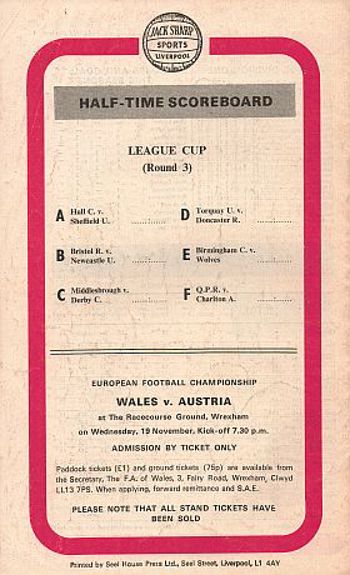 JACK SHARP
SPORTS
LIVERPOOL
HALF-TIME SCOREBOARD
LEAGUE CUP
(Round 3)
A Hull C. v.
Sheffield U. ......:......
D Torquay U. v.
Doncaster R. ......:......
B Bristol R. v.
Newcastle U. ......:......
E Birmingham C. v.
Wolves ......:......
C Middlesbrough v.
Derby C. ......:......
F Q.P.R. v.
Charlton A. ......:......
EUROPEAN FOOTBALL CHAMPIONSHIP
WALES v. AUSTRIA
at The Racecourse Ground, Wrexham
on Wednesday, 19 November, Kick-off 7.30 p.m.
ADMISSION BY TICKET ONLY
Paddock tickets (£1) and ground tickets (75p) are available from
the Secretary, The F.A. of Wales, 3, Fairy Road, Wrexham, Clwyd
LL13 7PS. When applying, forward remittance and S.A.E.
PLEASE NOTE THAT ALL STAND TICKETS HAVE
BEEN SOLD
Printed by Seel House Press Ltd., Seel Street, Liverpool, L1 4AY